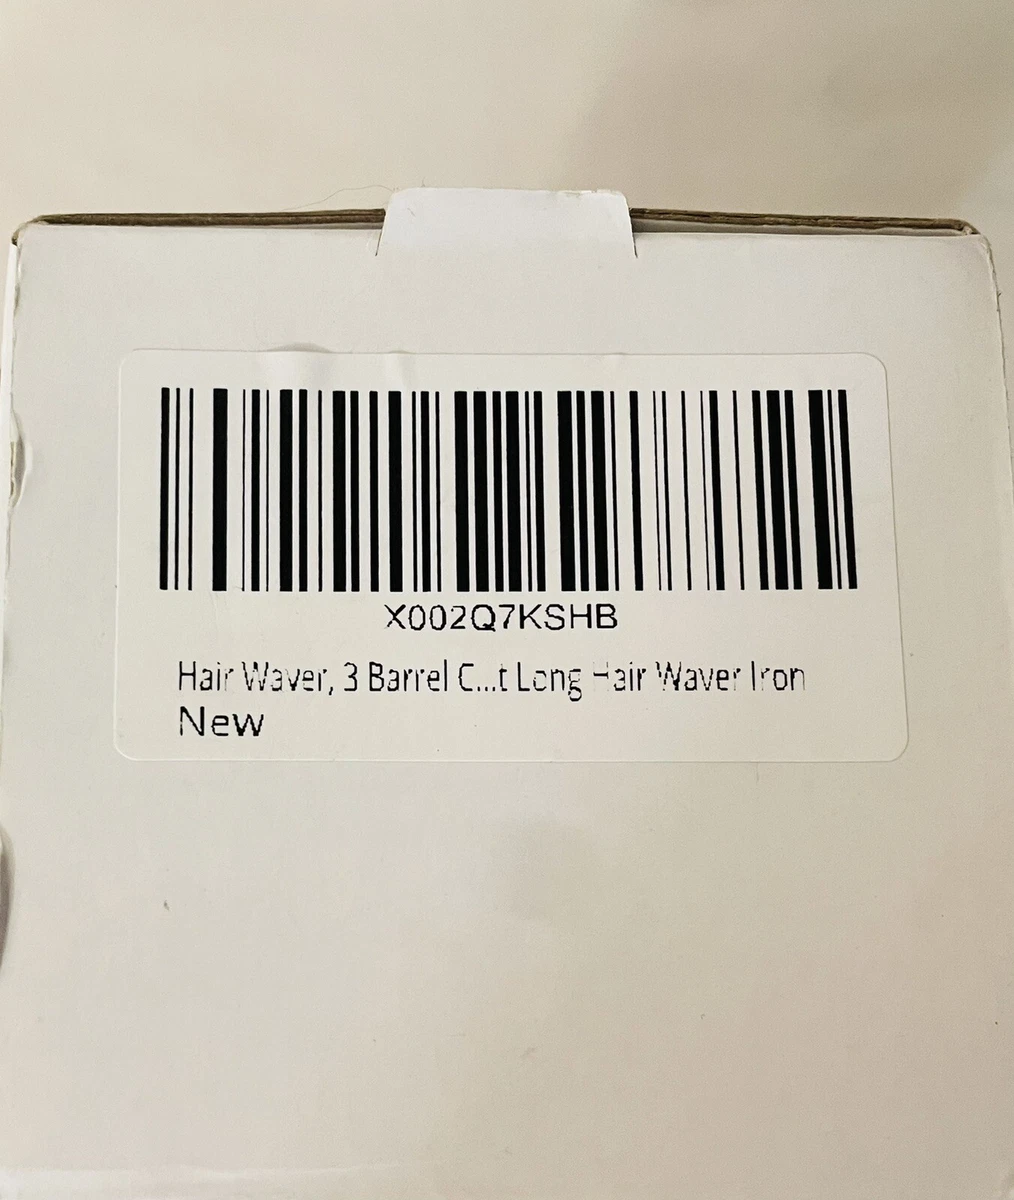 X002Q7KSHB
Hair Waver, 3 Barrel C...t Long Hair Waver Iron
New